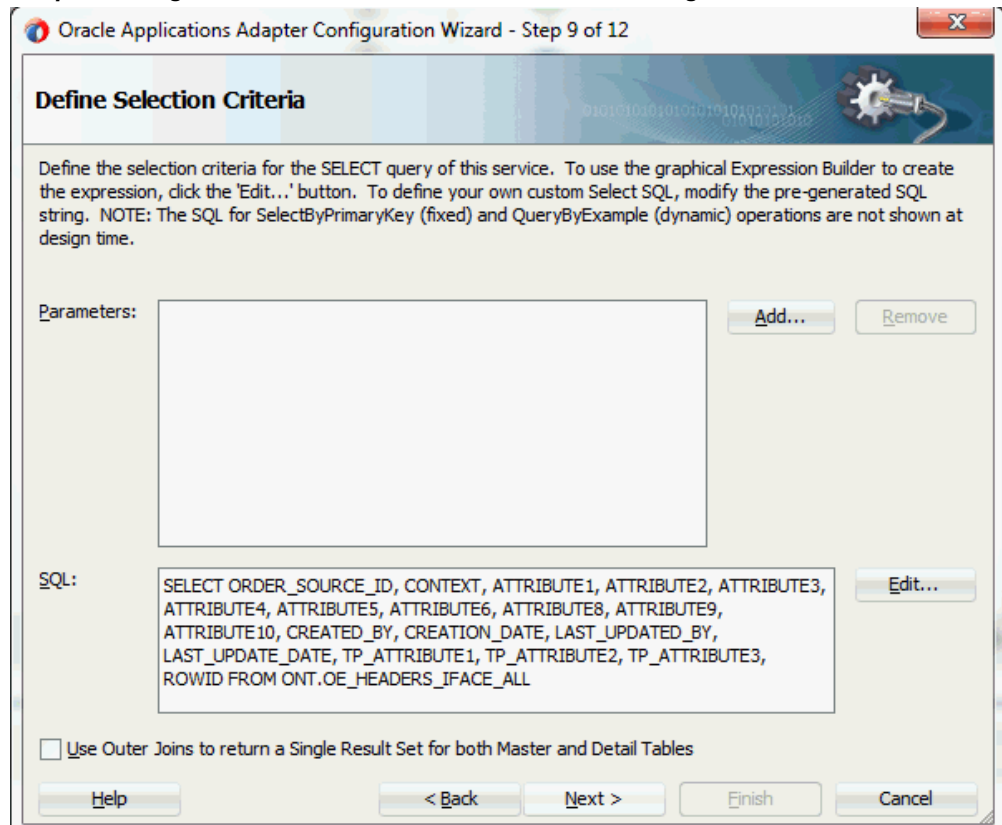 Oracle Applications Adapter Configuration Wizard - Step 9 of 12
Define Selection Criteria
Define the selection criteria for the SELECT query of this service. To use the graphical Expression Builder to create
the expression, click the 'Edit...' button. To define your own custom Select SQL, modify the pre-generated SQL
string. NOTE: The SQL for SelectByPrimaryKey (fixed) and QueryByExample (dynamic) operations are not shown at
design time.
Parameters:
Add...
Remove
SQL:
SELECT ORDER_SOURCE_ID, CONTEXT, ATTRIBUTE1, ATTRIBUTE2, ATTRIBUTE3,
ATTRIBUTE4, ATTRIBUTE5, ATTRIBUTE6, ATTRIBUTE8, ATTRIBUTE9,
ATTRIBUTE10, CREATED_BY, CREATION_DATE, LAST_UPDATED_BY,
LAST_UPDATE_DATE, TP_ATTRIBUTE1, TP_ATTRIBUTE2, TP_ATTRIBUTE3,
ROWID FROM ONT.OE_HEADERS_IFACE_ALL
Edit...
Use Outer Joins to return a Single Result Set for both Master and Detail Tables
Help
< Back
Next >
Finish
Cancel